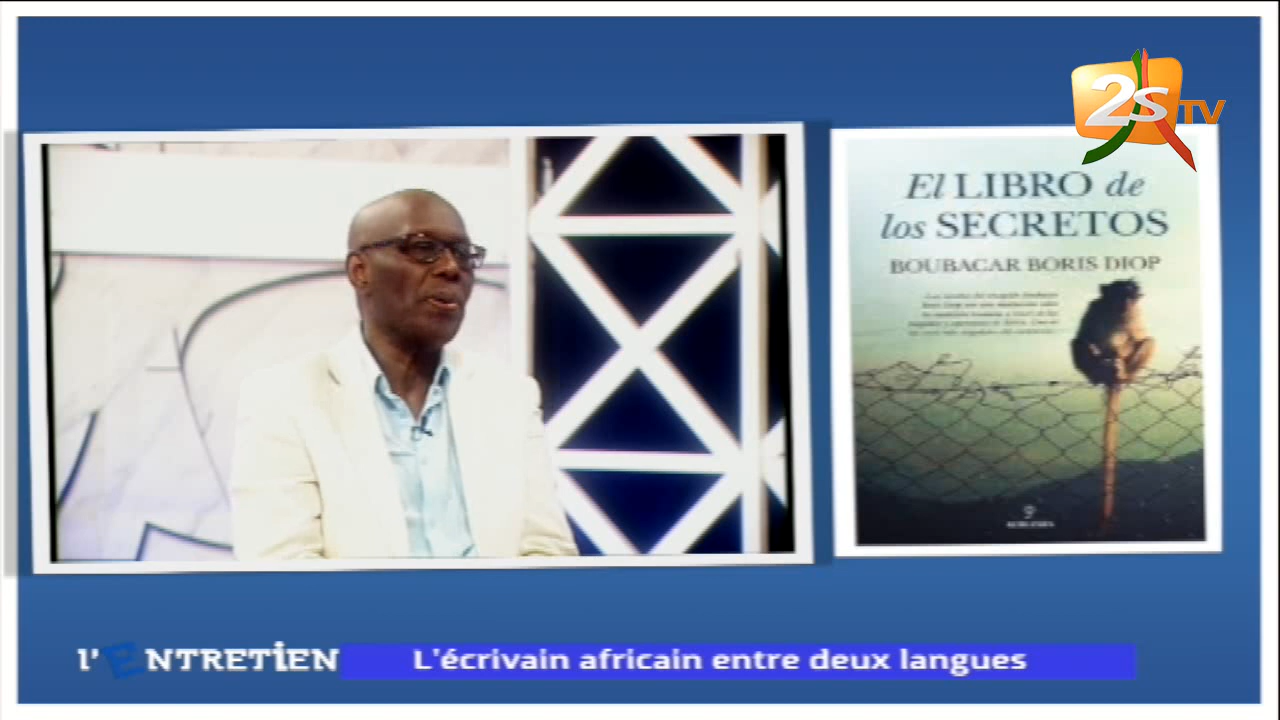 2S TV
El LIBRO de
los SECRETOS
BOUBACAR BORIS DIOP
l'ENTRETIEN
L'écrivain africain entre deux langues